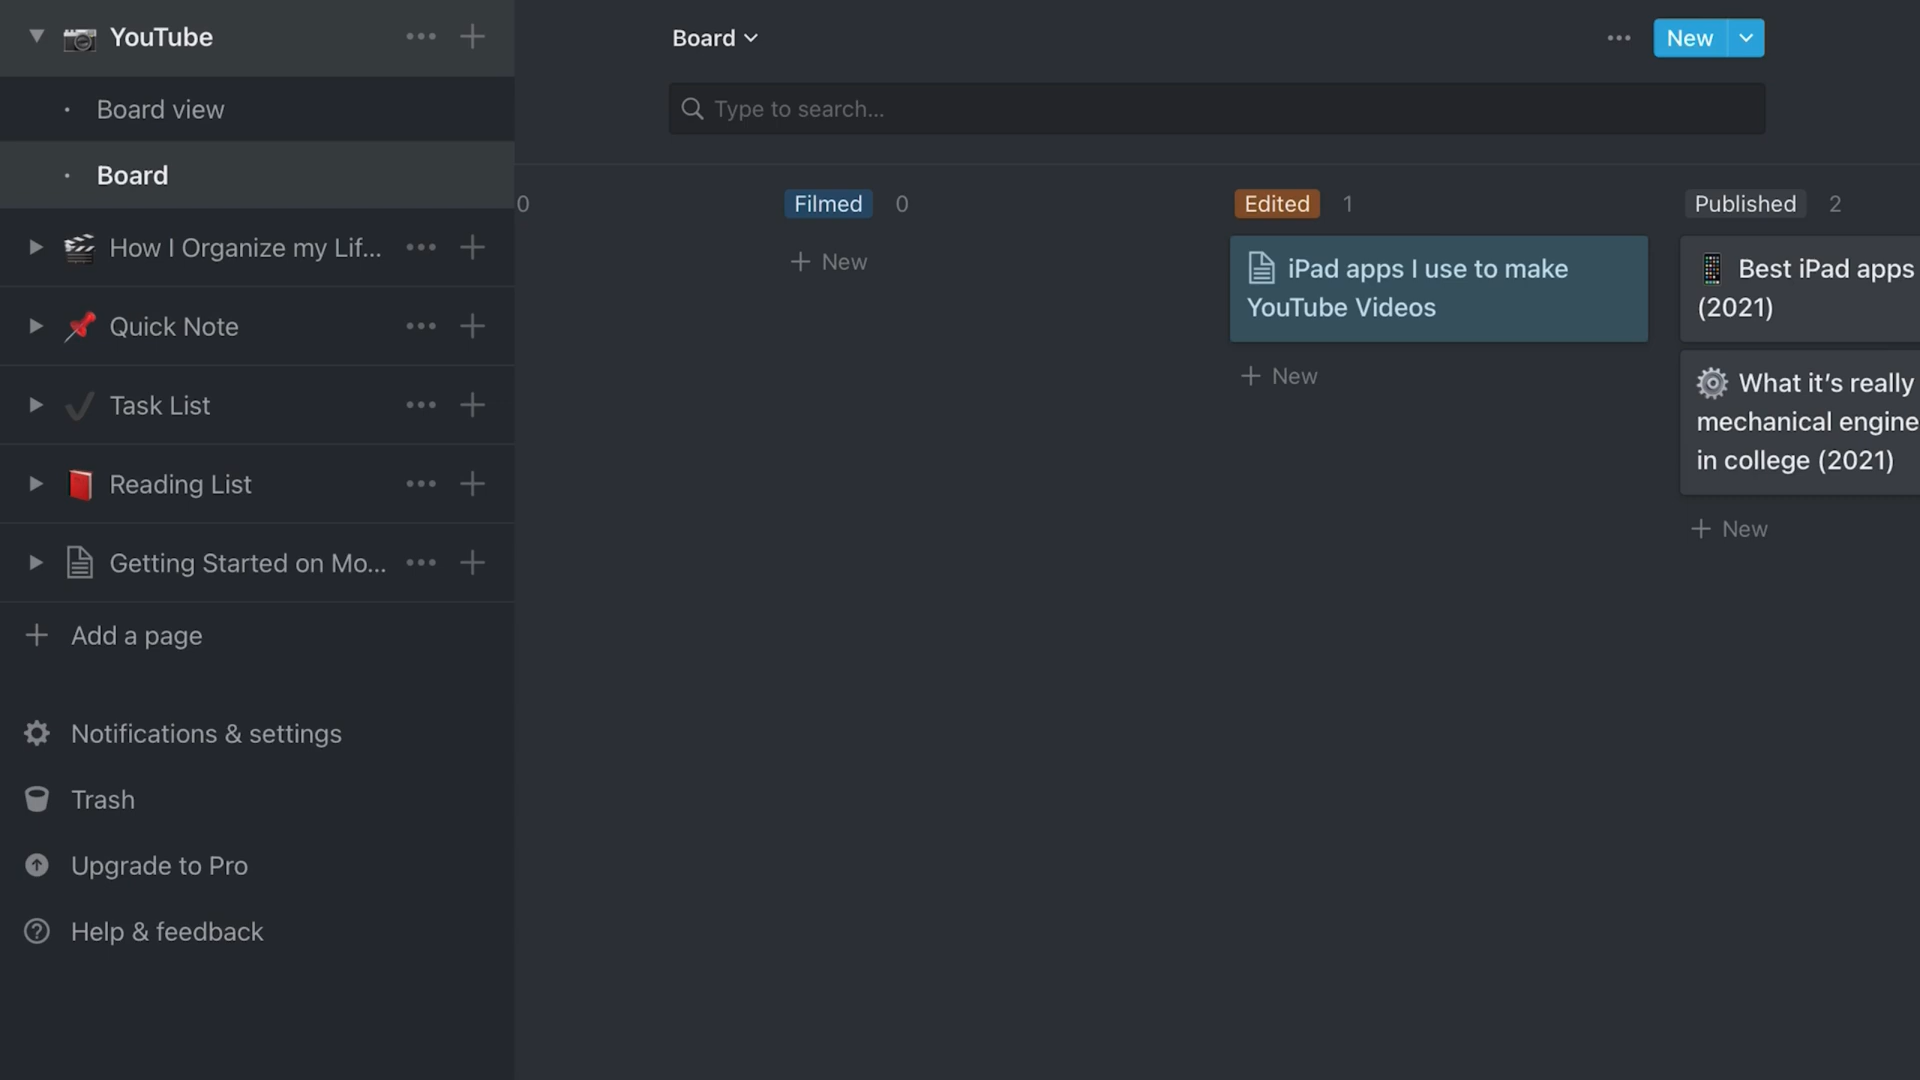 YouTube
Board view
Board
How I Organize my Lif...
Quick Note
Task List
Reading List
Getting Started on Mo...
Add a page
Notifications & settings
Trash
Upgrade to Pro
Help & feedback
Board
New
Type to search...
0
Filmed 0
New
Edited 1
iPad apps I use to make
YouTube Videos
New
Published 2
Best iPad apps
(2021)
What it’s really
mechanical engine
in college (2021)
New